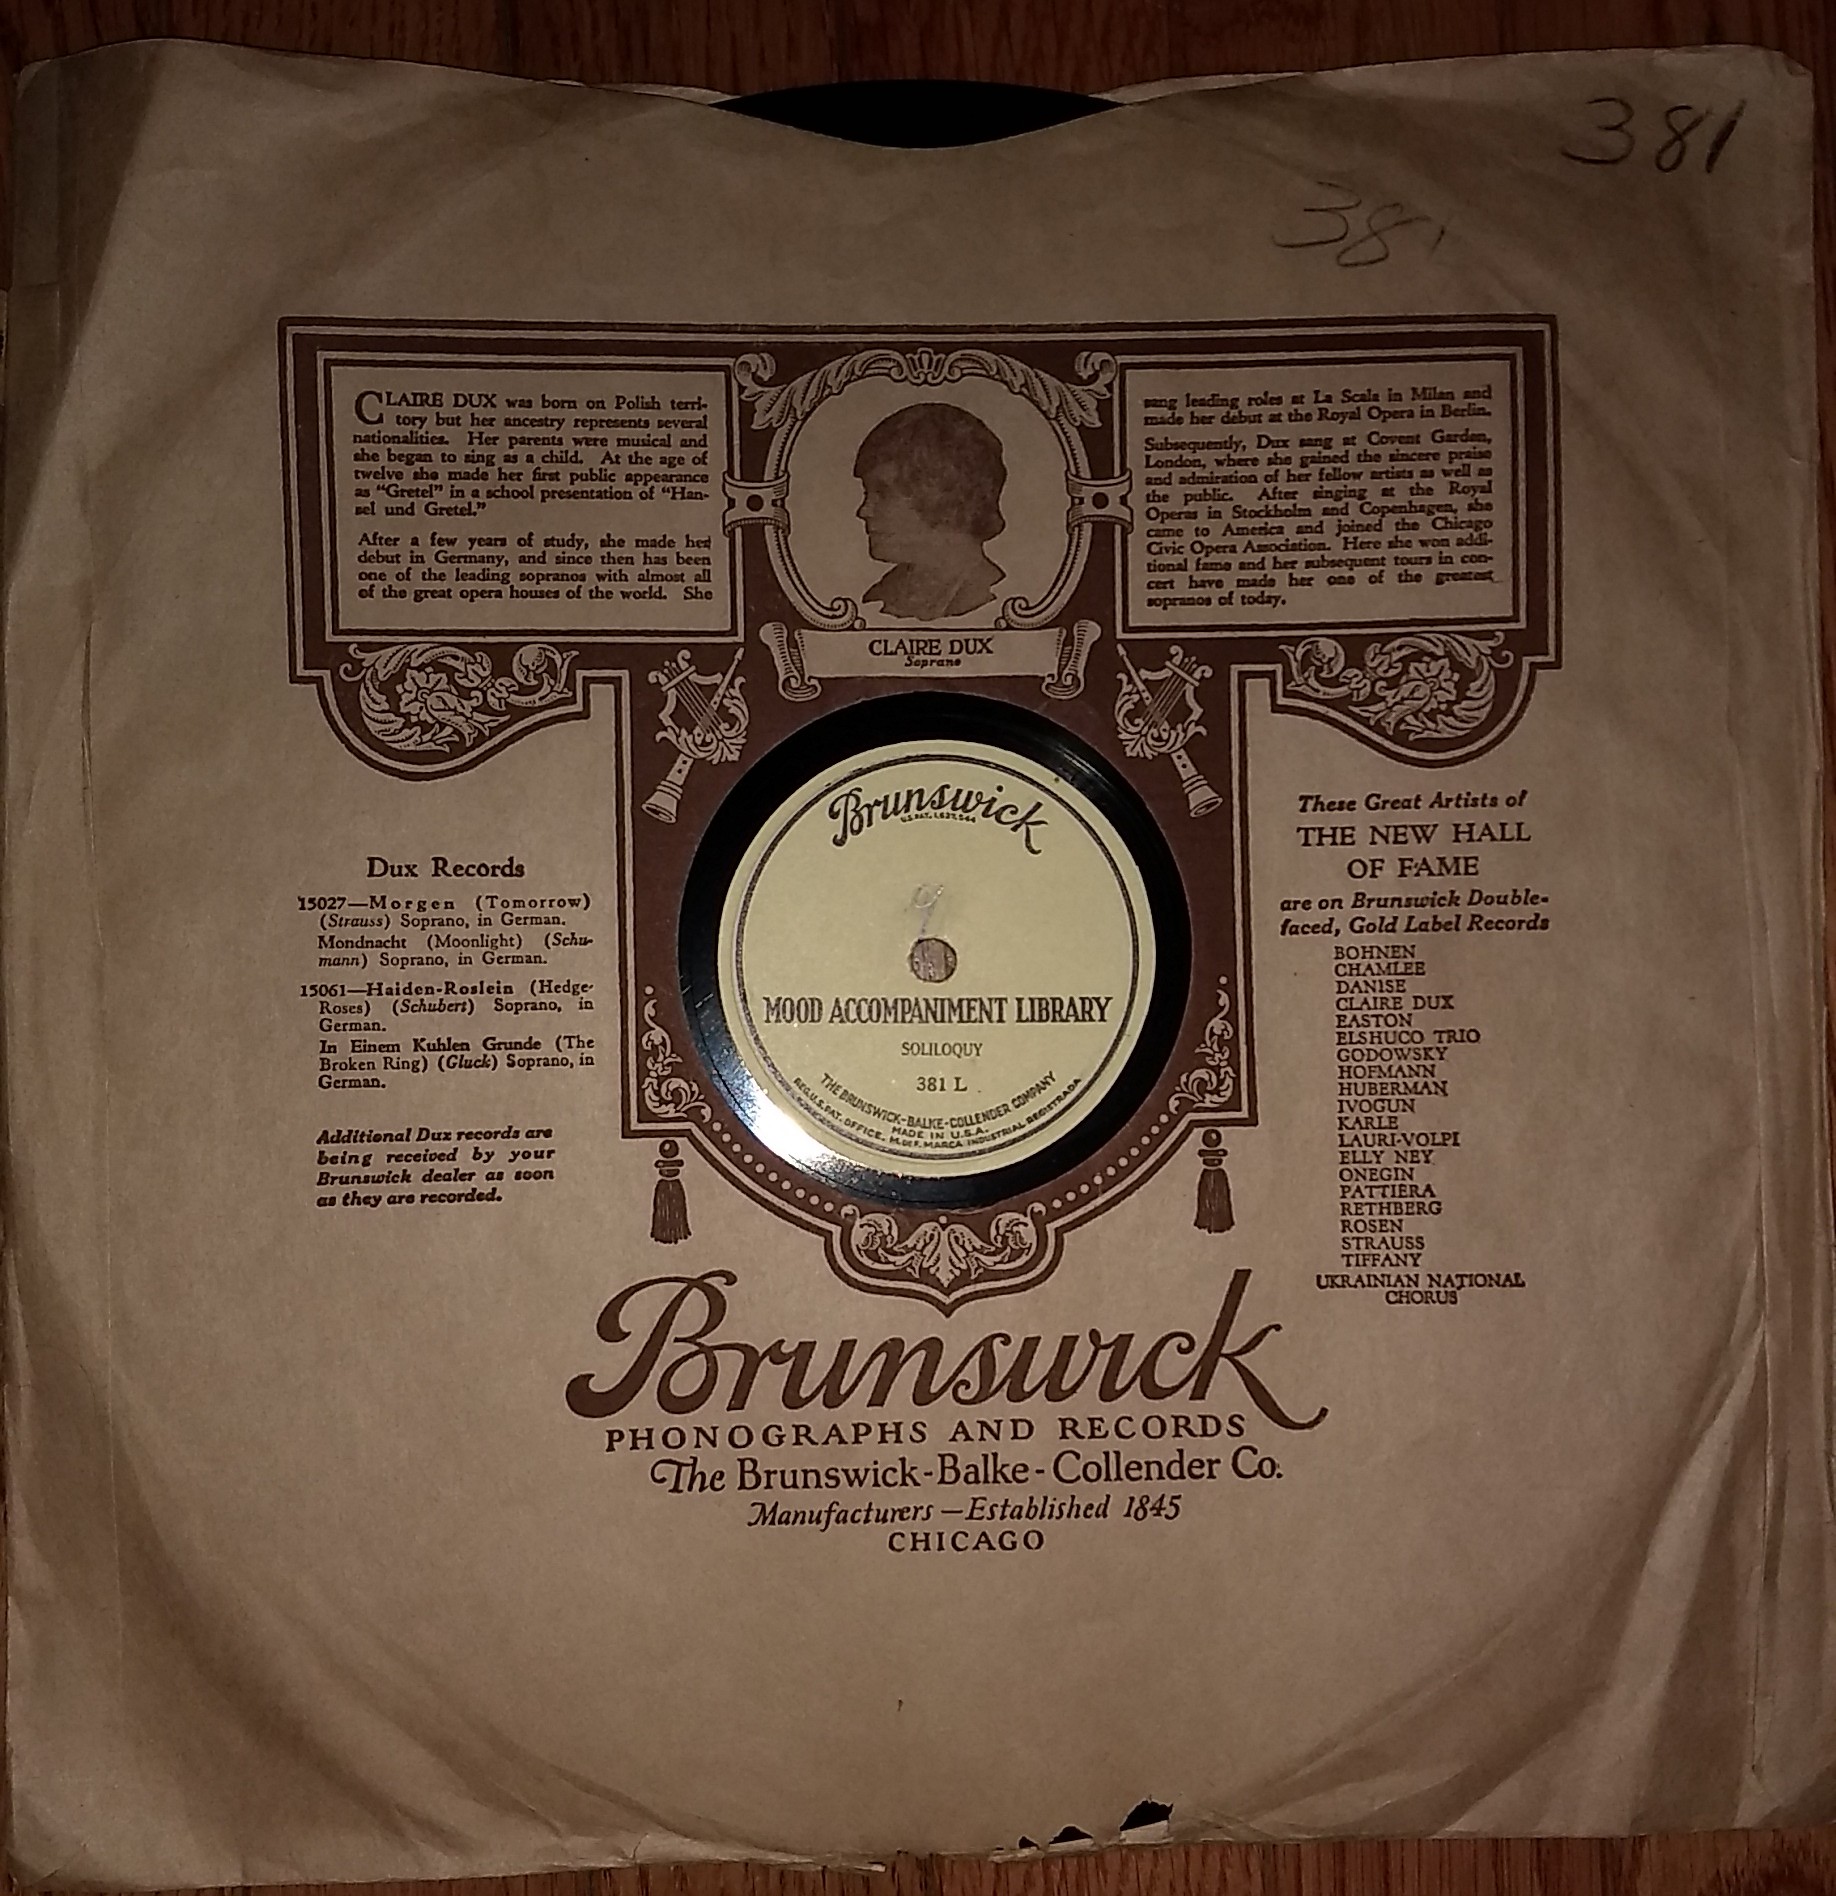 381
381
CLAIRE DUX was born on Polish terri-
tory but her ancestry represents several
nationalities. Her parents were musical and
she began to sing as a child. At the age of
twelve she made her first public appearance
as "Gretel" in a school presentation of "Han-
sel und Gretel."
After a few years of study, she made her
debut in Germany, and since then has been
one of the leading sopranos with almost all
of the great opera houses of the world. She
CLAIRE DUX
Soprano
sang leading roles at La Scala in Milan and
made her debut at the Royal Opera in Berlin.
Subsequently, Dux sang at Covent Garden,
London, where she gained the sincere praise
and admiration of her fellow artists as well as
the public. After singing at the Royal
Operas in Stockholm and Copenhagen, she
came to America and joined the Chicago
Civic Opera Association. Here she won addi-
tional fame and her subsequent tours in con-
cert have made her one of the greatest
sopranos of today.
Dux Records
15027—Morgen (Tomorrow)
(Strauss) Soprano, in German.
Mondnacht (Moonlight) (Schu-
mann) Soprano, in German.
15061—Haiden-Roslein (Hedge-
Roses) (Schubert) Soprano, in
German.
In Einem Kuhlen Grunde (The
Broken Ring) (Gluck) Soprano, in
German.
Additional Dux records are
being received by your
Brunswick dealer as soon
as they are recorded.
Brunswick
U.S. PAT. 1,637,544
9
MOOD ACCOMPANIMENT LIBRARY
SOLILOQUY
381 L
THE BRUNSWICK-BALKE-COLLENDER COMPANY
MADE IN U.S.A.
REG. U.S. PAT. OFFICE. M. DE F. MARCA INDUSTRIAL REGISTRADA
These Great Artists of
THE NEW HALL
OF FAME
are on Brunswick Double-
faced, Gold Label Records
BOHNEN
CHAMLEE
DANISE
CLAIRE DUX
EASTON
ELSHUCO TRIO
GODOWSKY
HOFMANN
HUBERMAN
IVOGUN
KARLE
LAURI-VOLPI
ELLY NEY
ONEGIN
PATTIERA
RETHBERG
ROSEN
STRAUSS
TIFFANY
UKRAINIAN NATIONAL
CHORUS
Brunswick
PHONOGRAPHS AND RECORDS
The Brunswick-Balke-Collender Co.
Manufacturers—Established 1845
CHICAGO